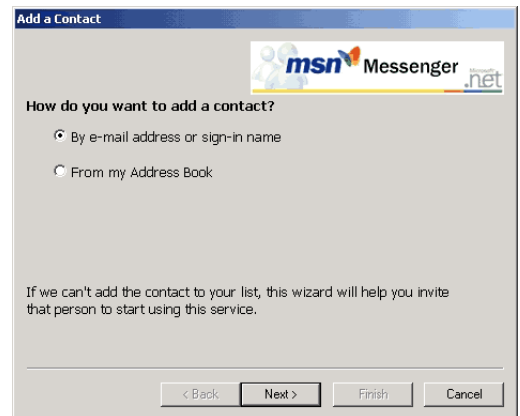 Add a Contact
msn Messenger
Microsoft .net
How do you want to add a contact?
By e-mail address or sign-in name
From my Address Book
If we can't add the contact to your list, this wizard will help you invite
that person to start using this service.
< Back Next > Finish Cancel